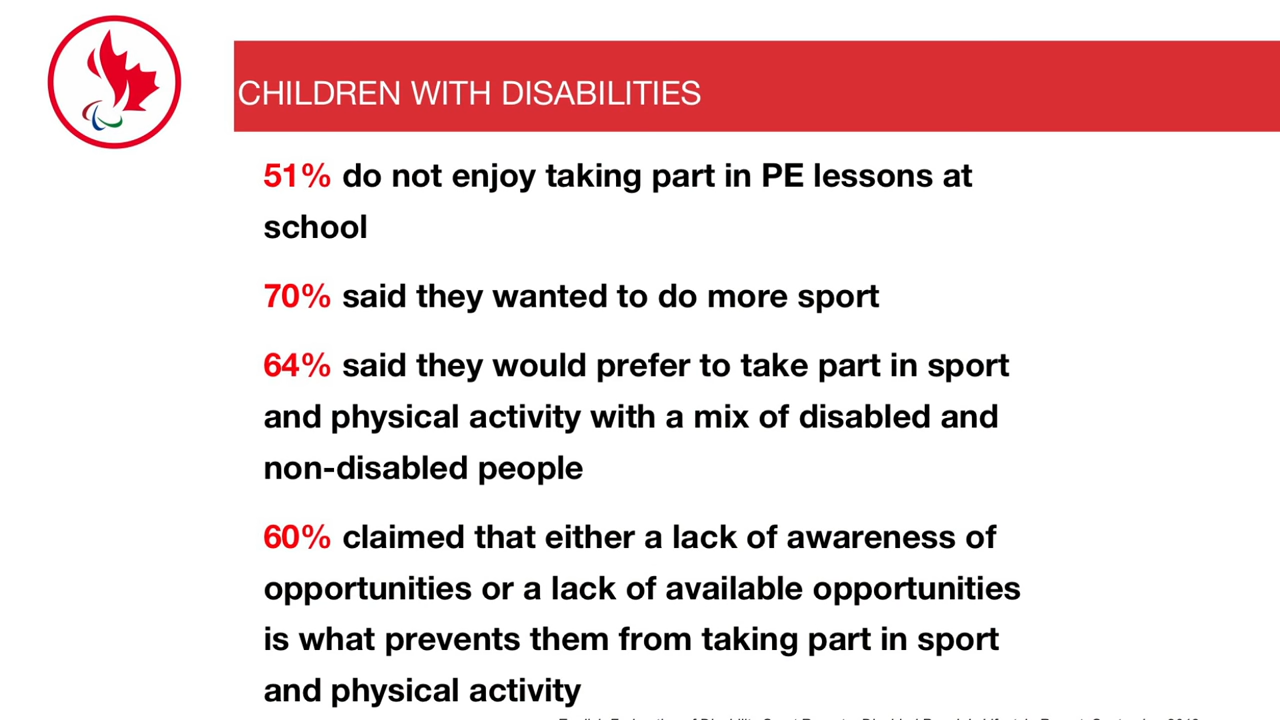 CHILDREN WITH DISABILITIES
51% do not enjoy taking part in PE lessons at
school
70% said they wanted to do more sport
64% said they would prefer to take part in sport
and physical activity with a mix of disabled and
non-disabled people
60% claimed that either a lack of awareness of
opportunities or a lack of available opportunities
is what prevents them from taking part in sport
and physical activity